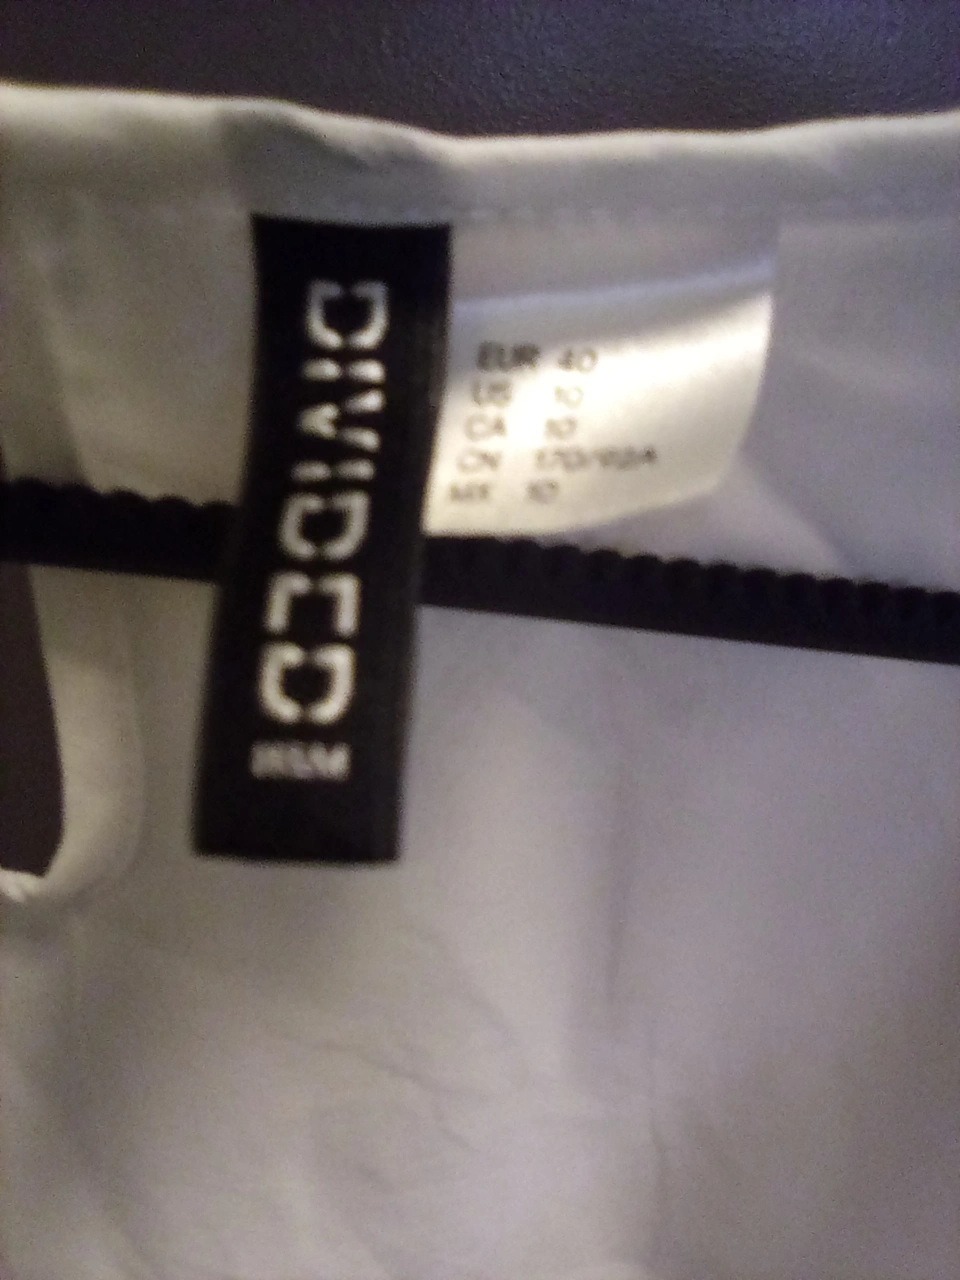 DIVIDED
H&M
EUR 40
US 10
CA 10
CN 170/92A
MX 10